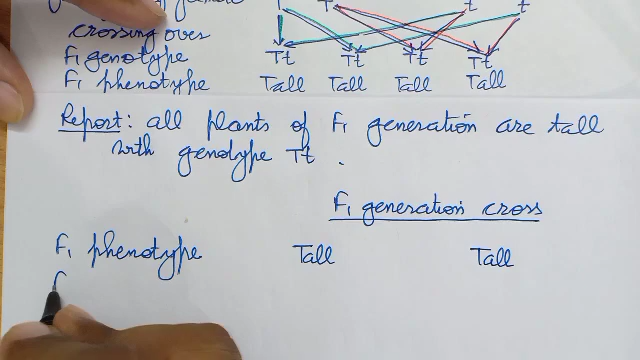 T T t t
crossing over
F₁ genotype Tt Tt Tt Tt
F₁ phenotype Tall Tall Tall Tall
Report: all plants of F₁ generation are tall
with genotype Tt .
F₁ generation cross
F₁ phenotype Tall Tall